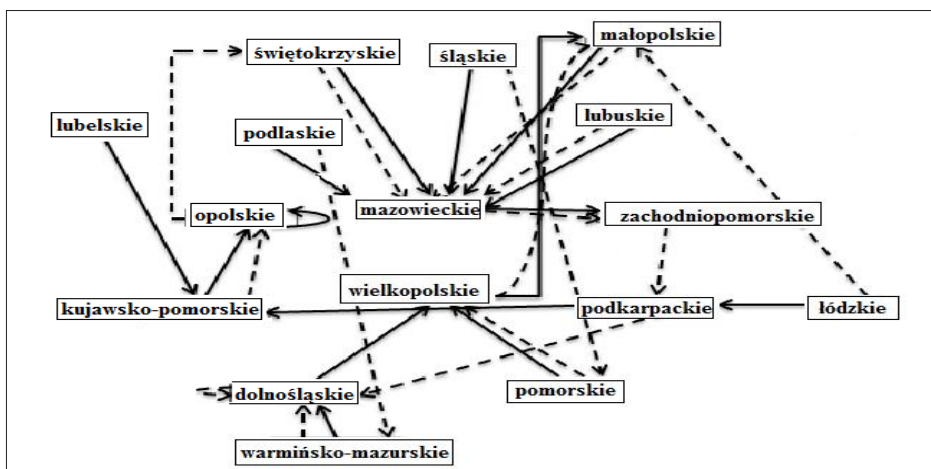 małopolskie
świętokrzyskie
śląskie
lubelskie
podlaskie
lubuskie
mazowieckie
opolskie
zachodniopomorskie
wielkopolskie
kujawsko-pomorskie
podkarpackie
łódzkie
dolnośląskie
pomorskie
warmińsko-mazurskie